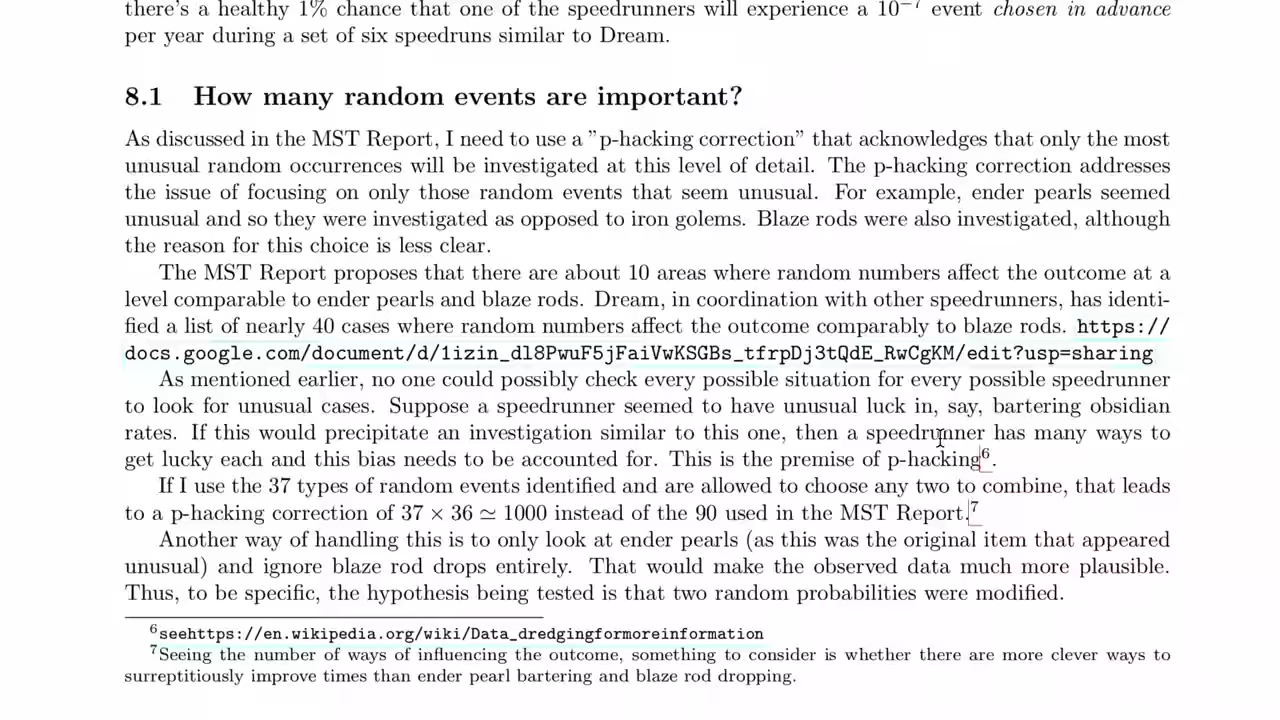 there's a healthy 1% chance that one of the speedrunners will experience a 10⁻⁷ event chosen in advance
per year during a set of six speedruns similar to Dream.
8.1 How many random events are important?
As discussed in the MST Report, I need to use a ”p-hacking correction” that acknowledges that only the most
unusual random occurrences will be investigated at this level of detail. The p-hacking correction addresses
the issue of focusing on only those random events that seem unusual. For example, ender pearls seemed
unusual and so they were investigated as opposed to iron golems. Blaze rods were also investigated, although
the reason for this choice is less clear.
The MST Report proposes that there are about 10 areas where random numbers affect the outcome at a
level comparable to ender pearls and blaze rods. Dream, in coordination with other speedrunners, has identi-
fied a list of nearly 40 cases where random numbers affect the outcome comparably to blaze rods. https://
docs.google.com/document/d/1izin_dl8PwuF5jFaiVwKSGBs_tfrpDj3tQdE_RwCgKM/edit?usp=sharing
As mentioned earlier, no one could possibly check every possible situation for every possible speedrunner
to look for unusual cases. Suppose a speedrunner seemed to have unusual luck in, say, bartering obsidian
rates. If this would precipitate an investigation similar to this one, then a speedrunner has many ways to
get lucky each and this bias needs to be accounted for. This is the premise of p-hacking⁶.
If I use the 37 types of random events identified and are allowed to choose any two to combine, that leads
to a p-hacking correction of 37 × 36 ≃ 1000 instead of the 90 used in the MST Report.⁷
Another way of handling this is to only look at ender pearls (as this was the original item that appeared
unusual) and ignore blaze rod drops entirely. That would make the observed data much more plausible.
Thus, to be specific, the hypothesis being tested is that two random probabilities were modified.
⁶seehttps://en.wikipedia.org/wiki/Data_dredgingformoreinformation
⁷Seeing the number of ways of influencing the outcome, something to consider is whether there are more clever ways to
surreptitiously improve times than ender pearl bartering and blaze rod dropping.